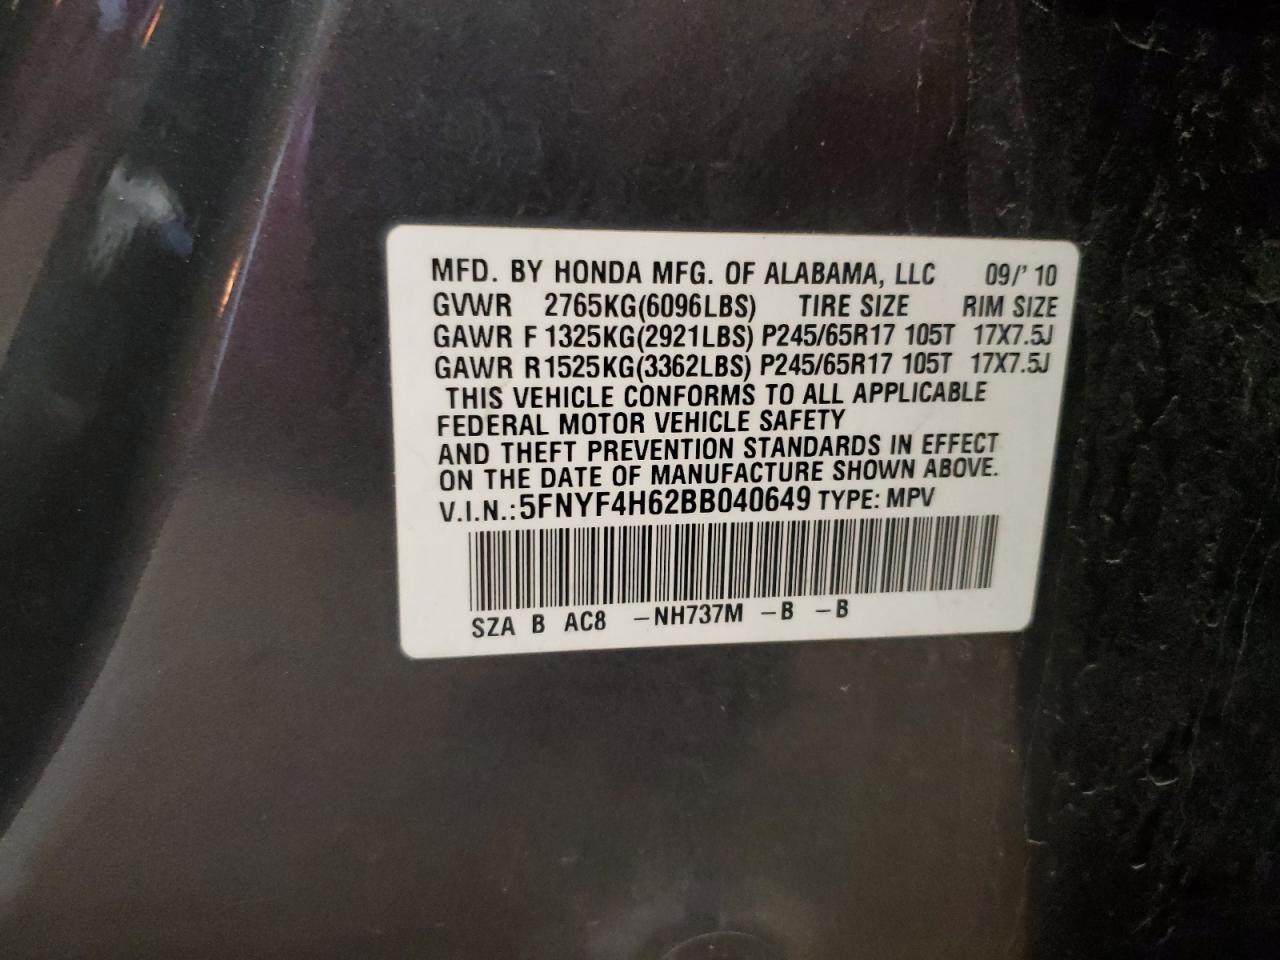 MFD. BY HONDA MFG. OF ALABAMA, LLC 09/' 10
GVWR 2765KG(6096LBS) TIRE SIZE RIM SIZE
GAWR F 1325KG(2921LBS) P245/65R17 105T 17X7.5J
GAWR R1525KG(3362LBS) P245/65R17 105T 17X7.5J
THIS VEHICLE CONFORMS TO ALL APPLICABLE
FEDERAL MOTOR VEHICLE SAFETY
AND THEFT PREVENTION STANDARDS IN EFFECT
ON THE DATE OF MANUFACTURE SHOWN ABOVE.
V.I.N.: 5FNYF4H62BB040649 TYPE: MPV
SZA B AC8 -NH737M -B -B